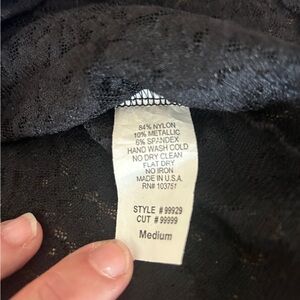 84% NYLON
10% METALLIC
6% SPANDEX
HAND WASH COLD
NO DRY CLEAN
FLAT DRY
NO IRON
MADE IN U.S.A.
RN# 103751
STYLE # 99929
CUT # 99999
Medium